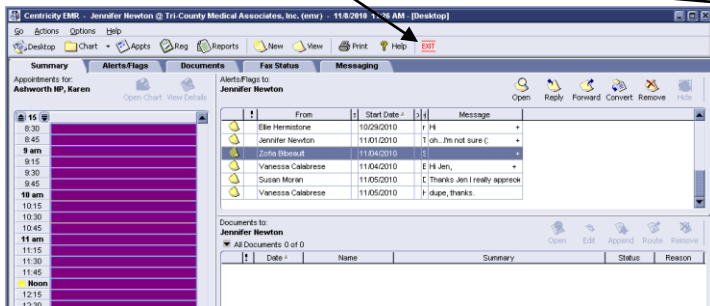 Centricity EMR - Jennifer Newton @ Tri-County Medical Associates, Inc. (emr) - 11/8/2010 11:26 AM - [Desktop]
Go Actions Options Help
Desktop Chart Appts Reg Reports New View Print Help EXIT
Summary Alerts/Flags Documents Fax Status Messaging
Appointments for:
Ashworth NP, Karen
Open Chart View Details
15
8:30
8:45
9 am
9:15
9:30
9:45
10 am
10:15
10:30
10:45
11 am
11:15
11:30
11:45
Noon
12:15
12:30
Alerts/Flags to:
Jennifer Newton
Open Reply Forward Convert Remove Hide
! From Start Date Message
Ellie Hermistone 10/29/2010 r Hi +
Jennifer Newton 11/01/2010 T oh...I'm not sure (: +
Zofia Bibeault 11/04/2010 S +
Vanessa Calabrese 11/04/2010 E Hi Jen, +
Susan Moran 11/05/2010 Thanks Jen I really apprecia
Vanessa Calabrese 11/05/2010 H dupe, thanks. +
Documents to:
Jennifer Newton
All Documents 0 of 0
Open Edit Append Route Remove
! Date Name Summary Status Reason